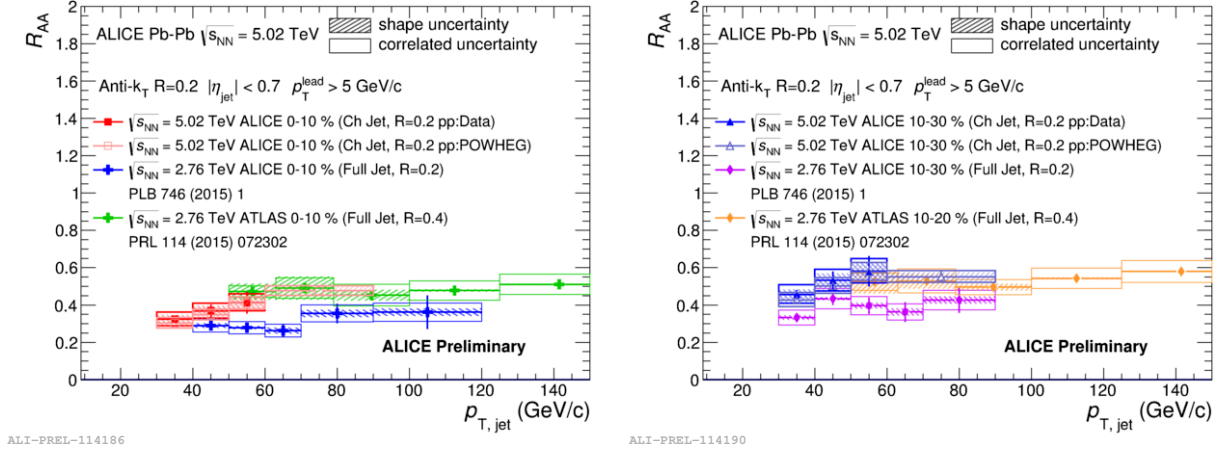 R_AA
2
1.8
1.6
1.4
1.2
1
0.8
0.6
0.4
0.2
0
ALICE Pb-Pb √s_NN = 5.02 TeV
shape uncertainty
correlated uncertainty
Anti-k_T R=0.2 |η_jet| < 0.7 p_T^lead > 5 GeV/c
√s_NN = 5.02 TeV ALICE 0-10 % (Ch Jet, R=0.2 pp:Data)
√s_NN = 5.02 TeV ALICE 0-10 % (Ch Jet, R=0.2 pp:POWHEG)
√s_NN = 2.76 TeV ALICE 0-10 % (Full Jet, R=0.2)
PLB 746 (2015) 1
√s_NN = 2.76 TeV ATLAS 0-10 % (Full Jet, R=0.4)
PRL 114 (2015) 072302
ALICE Preliminary
20 40 60 80 100 120 140
p_T, jet (GeV/c)
ALI-PREL-114186
R_AA
2
1.8
1.6
1.4
1.2
1
0.8
0.6
0.4
0.2
0
ALICE Pb-Pb √s_NN = 5.02 TeV
shape uncertainty
correlated uncertainty
Anti-k_T R=0.2 |η_jet| < 0.7 p_T^lead > 5 GeV/c
√s_NN = 5.02 TeV ALICE 10-30 % (Ch Jet, R=0.2 pp:Data)
√s_NN = 5.02 TeV ALICE 10-30 % (Ch Jet, R=0.2 pp:POWHEG)
√s_NN = 2.76 TeV ALICE 10-30 % (Full Jet, R=0.2)
PLB 746 (2015) 1
√s_NN = 2.76 TeV ATLAS 10-20 % (Full Jet, R=0.4)
PRL 114 (2015) 072302
ALICE Preliminary
20 40 60 80 100 120 140
p_T, jet (GeV/c)
ALI-PREL-114190